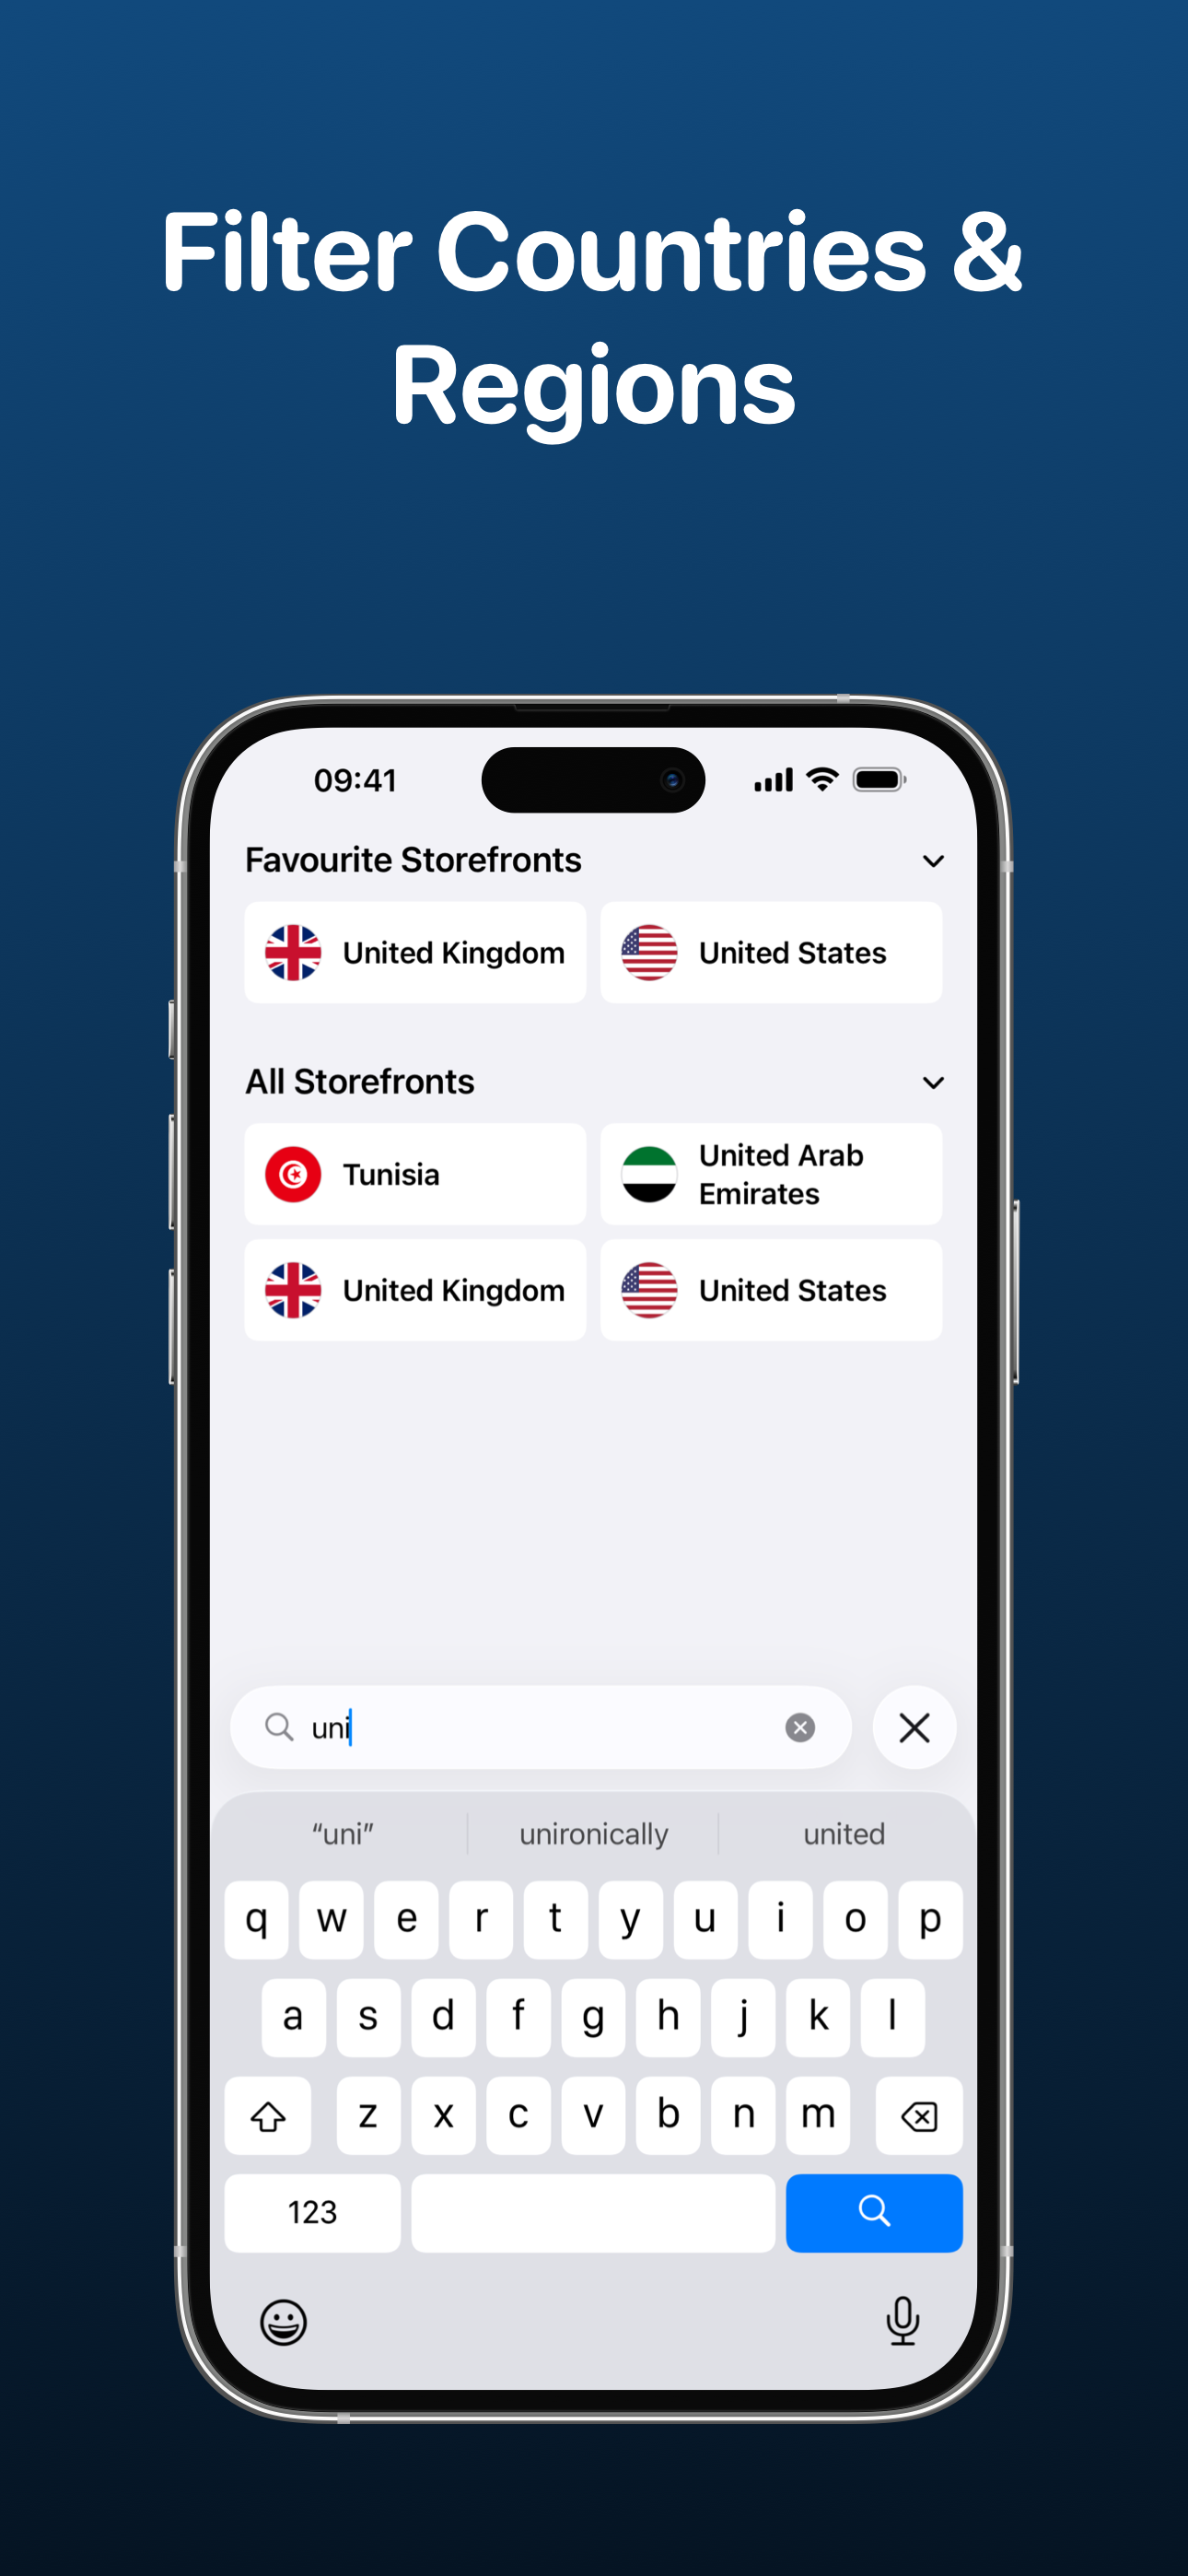 Filter Countries &
Regions
09:41
Favourite Storefronts
United Kingdom
United States
All Storefronts
Tunisia
United Arab
Emirates
United Kingdom
United States
uni
“uni” unironically united
q w e r t y u i o p
a s d f g h j k l
z x c v b n m
123